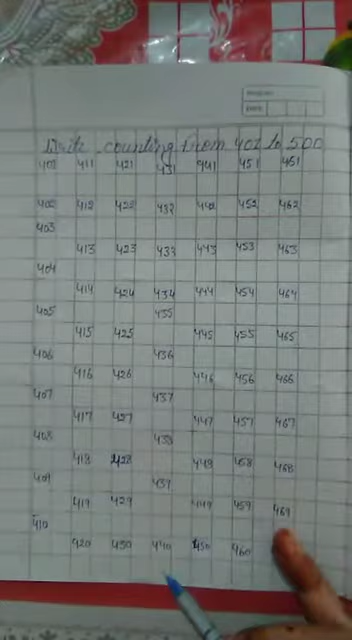 Write counting from 401 to 500
401 411 421 431 441 451 451
402 412 422 432 442 452 462
403
413 423 433 443 453 463
404
414 424 434 444 454 464
405 435
415 425 445 455 465
406 436
416 426 446 456 466
407 437
417 427 447 457 467
408 438
418 428 448 458 468
409 439
419 429 449 459 469
410
420 430 440 450 460